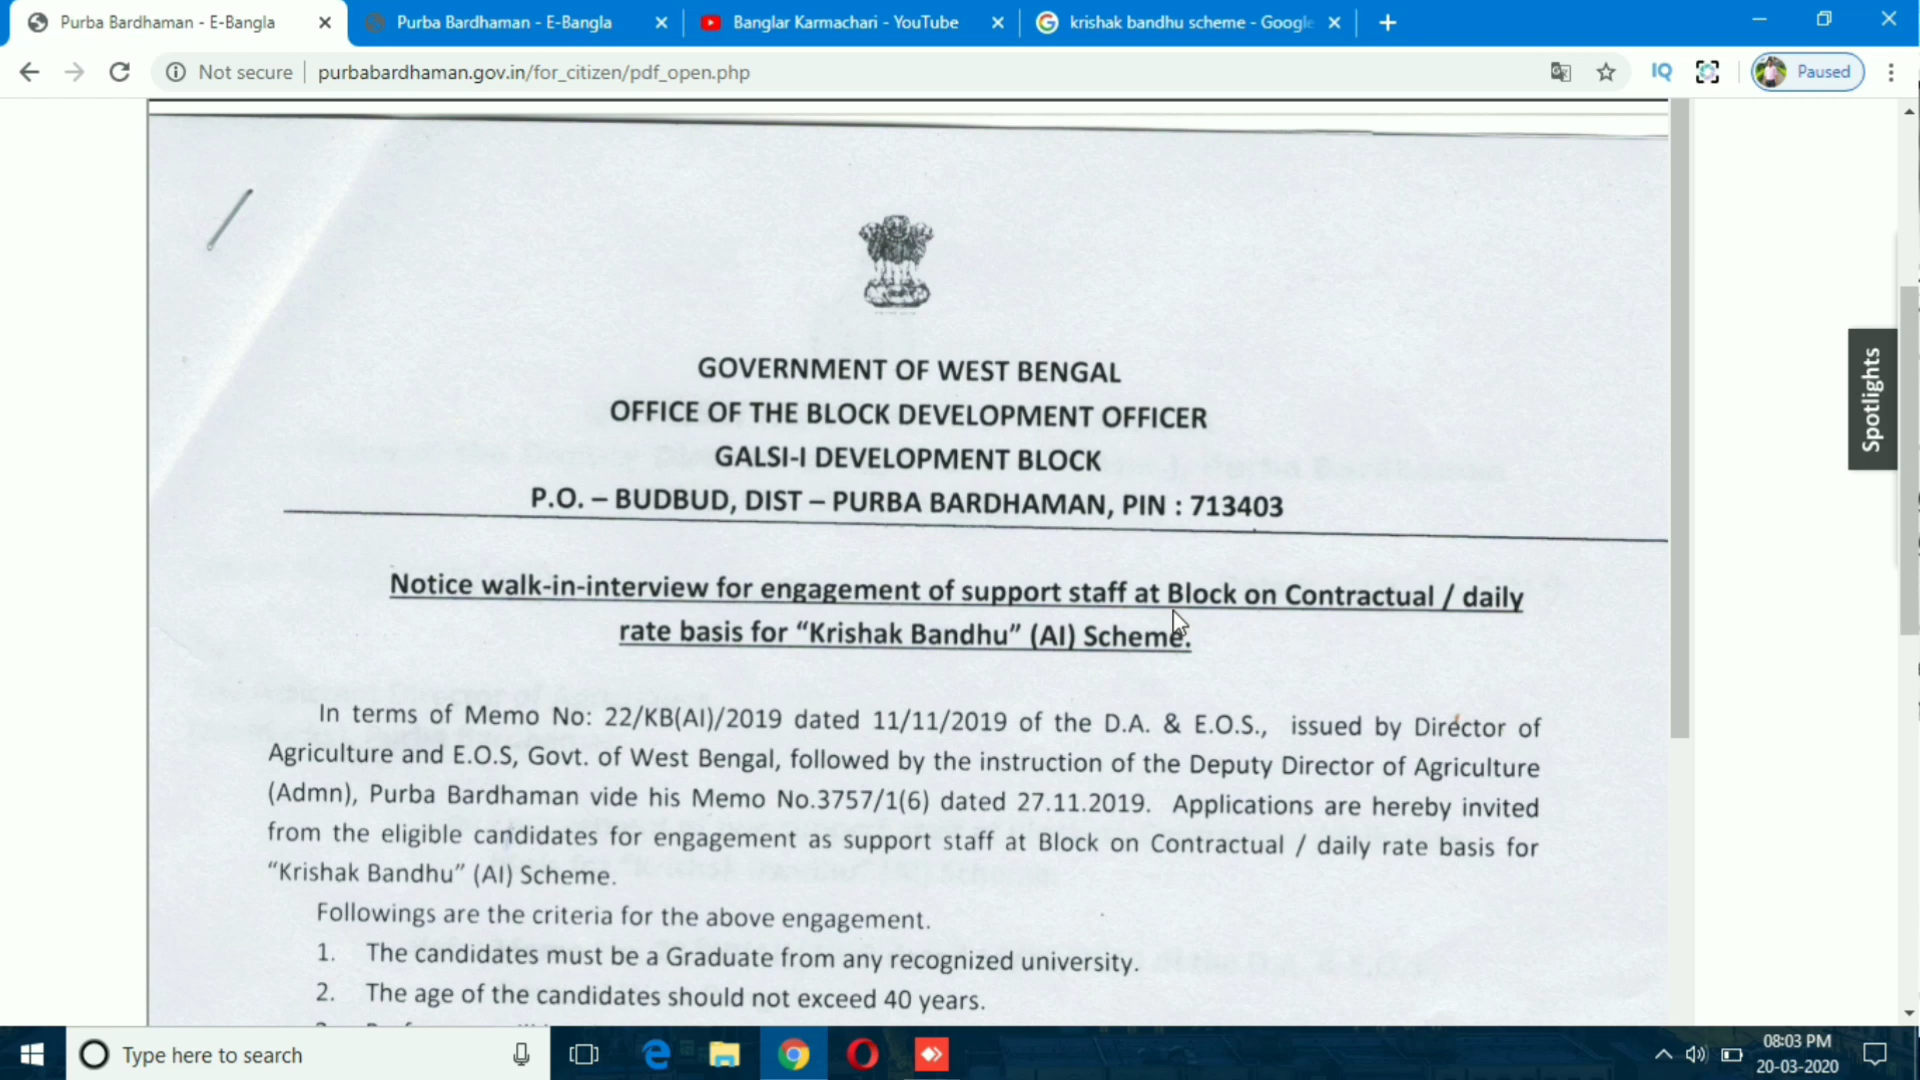 Purba Bardhaman - E-Bangla
Purba Bardhaman - E-Bangla
Banglar Karmachari - YouTube
krishak bandhu scheme - Google
Not secure
purbabardhaman.gov.in/for_citizen/pdf_open.php
IQ
Paused
Spotlights
GOVERNMENT OF WEST BENGAL
OFFICE OF THE BLOCK DEVELOPMENT OFFICER
GALSI-I DEVELOPMENT BLOCK
P.O. – BUDBUD, DIST – PURBA BARDHAMAN, PIN : 713403
Notice walk-in-interview for engagement of support staff at Block on Contractual / daily
rate basis for “Krishak Bandhu” (AI) Scheme.
In terms of Memo No: 22/KB(AI)/2019 dated 11/11/2019 of the D.A. & E.O.S., issued by Director of
Agriculture and E.O.S, Govt. of West Bengal, followed by the instruction of the Deputy Director of Agriculture
(Admn), Purba Bardhaman vide his Memo No.3757/1(6) dated 27.11.2019. Applications are hereby invited
from the eligible candidates for engagement as support staff at Block on Contractual / daily rate basis for
“Krishak Bandhu” (AI) Scheme.
Followings are the criteria for the above engagement.
1. The candidates must be a Graduate from any recognized university.
2. The age of the candidates should not exceed 40 years.
Type here to search
08:03 PM
20-03-2020